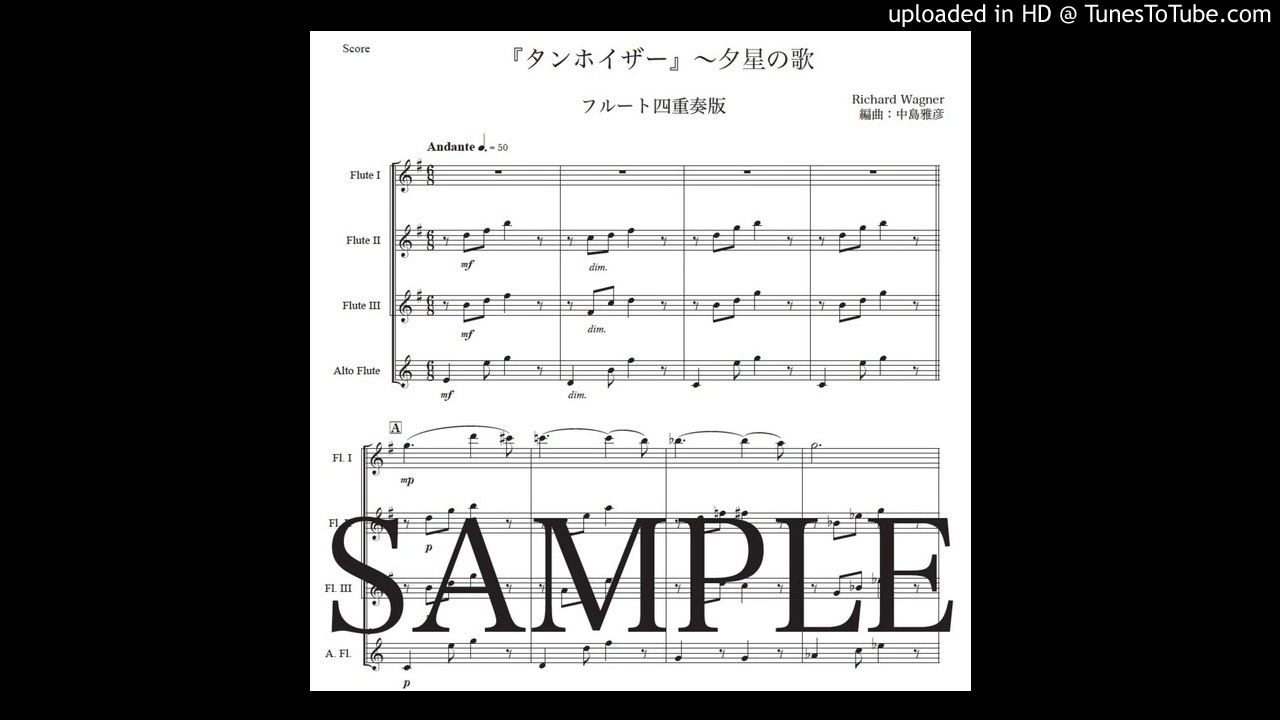 uploaded in HD @ TunesToTube.com
Score
『タンホイザー』～夕星の歌
フルート四重奏版
Richard Wagner
編曲：中島雅彦
Andante ♩. = 50
Flute I
Flute II
mf
dim.
Flute III
mf
dim.
Alto Flute
mf
dim.
A
Fl. I
mp
Fl.
p
Fl. III
A. Fl.
p
SAMPLE